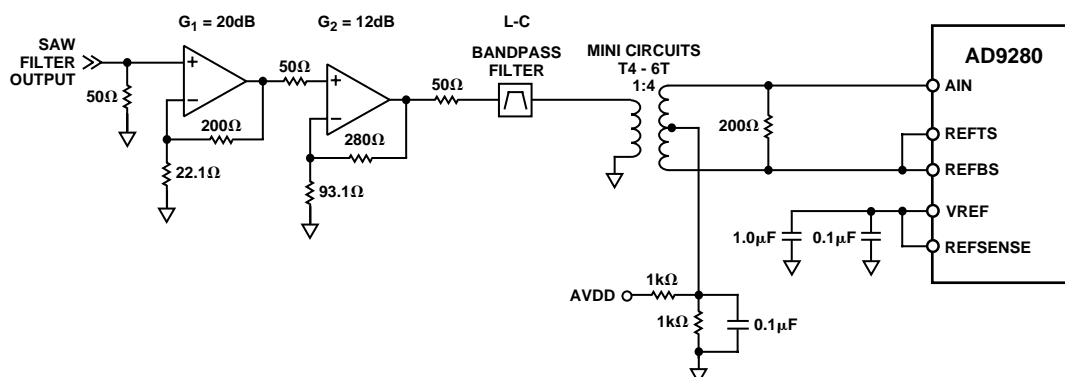 G1 = 20dB
G2 = 12dB
L-C
BANDPASS
FILTER
SAW
FILTER
OUTPUT
50Ω
+
−
200Ω
22.1Ω
50Ω
+
−
280Ω
93.1Ω
50Ω
MINI CIRCUITS
T4 - 6T
1:4
200Ω
AD9280
AIN
REFTS
REFBS
VREF
REFSENSE
1.0µF
0.1µF
AVDD
1kΩ
1kΩ
0.1µF